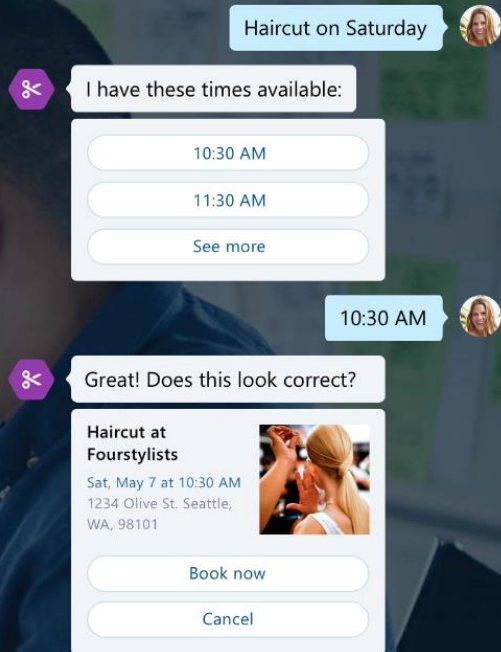 Haircut on Saturday
I have these times available:
10:30 AM
11:30 AM
See more
10:30 AM
Great! Does this look correct?
Haircut at
Fourstylists
Sat, May 7 at 10:30 AM
1234 Olive St. Seattle,
WA, 98101
Book now
Cancel